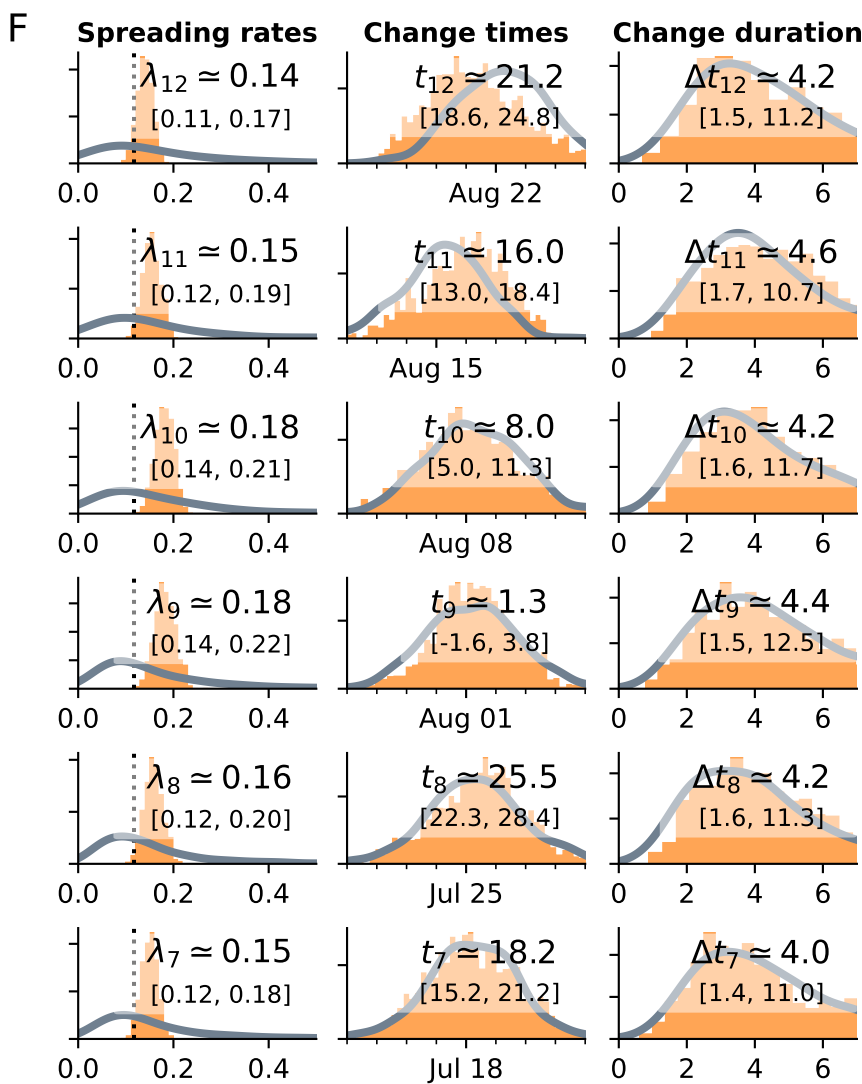 F
Spreading rates Change times Change duration
λ12 ≃ 0.14 t12 ≃ 21.2 Δt12 ≃ 4.2
[0.11, 0.17] [18.6, 24.8] [1.5, 11.2]
0.0 0.2 0.4 Aug 22 0 2 4 6
λ11 ≃ 0.15 t11 ≃ 16.0 Δt11 ≃ 4.6
[0.12, 0.19] [13.0, 18.4] [1.7, 10.7]
0.0 0.2 0.4 Aug 15 0 2 4 6
λ10 ≃ 0.18 t10 ≃ 8.0 Δt10 ≃ 4.2
[0.14, 0.21] [5.0, 11.3] [1.6, 11.7]
0.0 0.2 0.4 Aug 08 0 2 4 6
λ9 ≃ 0.18 t9 ≃ 1.3 Δt9 ≃ 4.4
[0.14, 0.22] [-1.6, 3.8] [1.5, 12.5]
0.0 0.2 0.4 Aug 01 0 2 4 6
λ8 ≃ 0.16 t8 ≃ 25.5 Δt8 ≃ 4.2
[0.12, 0.20] [22.3, 28.4] [1.6, 11.3]
0.0 0.2 0.4 Jul 25 0 2 4 6
λ7 ≃ 0.15 t7 ≃ 18.2 Δt7 ≃ 4.0
[0.12, 0.18] [15.2, 21.2] [1.4, 11.0]
0.0 0.2 0.4 Jul 18 0 2 4 6